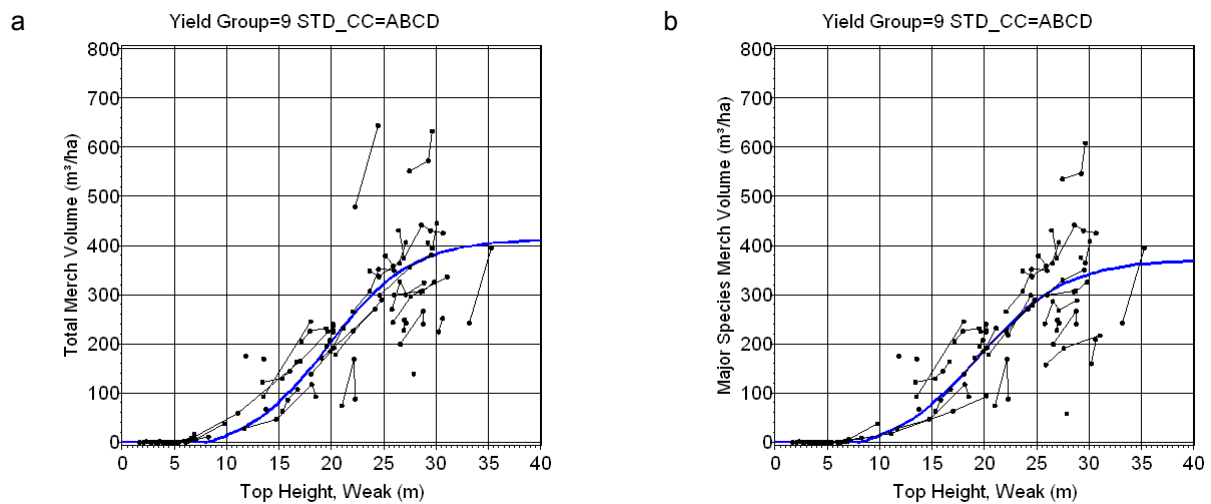 a
Yield Group=9 STD_CC=ABCD
Total Merch Volume (m³/ha)
800
700
600
500
400
300
200
100
0
0 5 10 15 20 25 30 35 40
Top Height, Weak (m)
b
Yield Group=9 STD_CC=ABCD
Major Species Merch Volume (m³/ha)
800
700
600
500
400
300
200
100
0
0 5 10 15 20 25 30 35 40
Top Height, Weak (m)